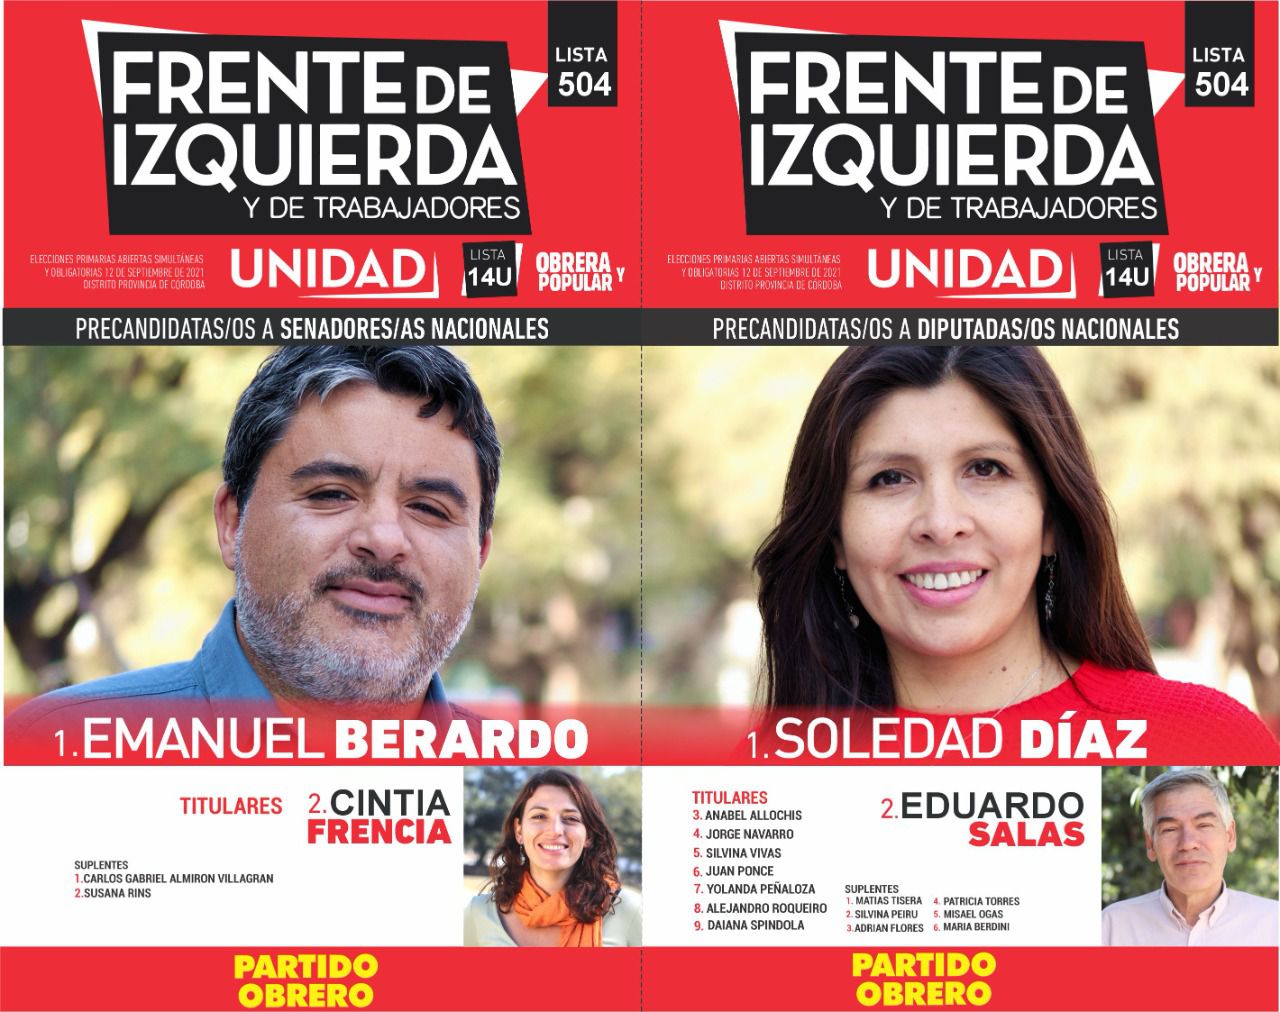 FRENTE DE
IZQUIERDA
Y DE TRABAJADORES
LISTA
504
ELECCIONES PRIMARIAS ABIERTAS SIMULTÁNEAS
Y OBLIGATORIAS 12 DE SEPTIEMBRE DE 2021
DISTRITO PROVINCIA DE CÓRDOBA
UNIDAD
LISTA
14U
OBRERA Y
POPULAR
PRECANDIDATAS/OS A SENADORES/AS NACIONALES
1.EMANUEL BERARDO
TITULARES
2.CINTIA
FRENCIA
SUPLENTES
1.CARLOS GABRIEL ALMIRON VILLAGRAN
2.SUSANA RINS
PARTIDO
OBRERO
FRENTE DE
IZQUIERDA
Y DE TRABAJADORES
LISTA
504
ELECCIONES PRIMARIAS ABIERTAS SIMULTÁNEAS
Y OBLIGATORIAS 12 DE SEPTIEMBRE DE 2021
DISTRITO PROVINCIA DE CÓRDOBA
UNIDAD
LISTA
14U
OBRERA Y
POPULAR
PRECANDIDATAS/OS A DIPUTADAS/OS NACIONALES
1.SOLEDAD DÍAZ
2.EDUARDO
SALAS
TITULARES
3. ANABEL ALLOCHIS
4. JORGE NAVARRO
5. SILVINA VIVAS
6. JUAN PONCE
7. YOLANDA PEÑALOZA
8. ALEJANDRO ROQUEIRO
9. DAIANA SPINDOLA
SUPLENTES
1. MATIAS TISERA
2. SILVINA PEIRU
3. ADRIAN FLORES
4. PATRICIA TORRES
5. MISAEL OGAS
6. MARIA BERDINI
PARTIDO
OBRERO